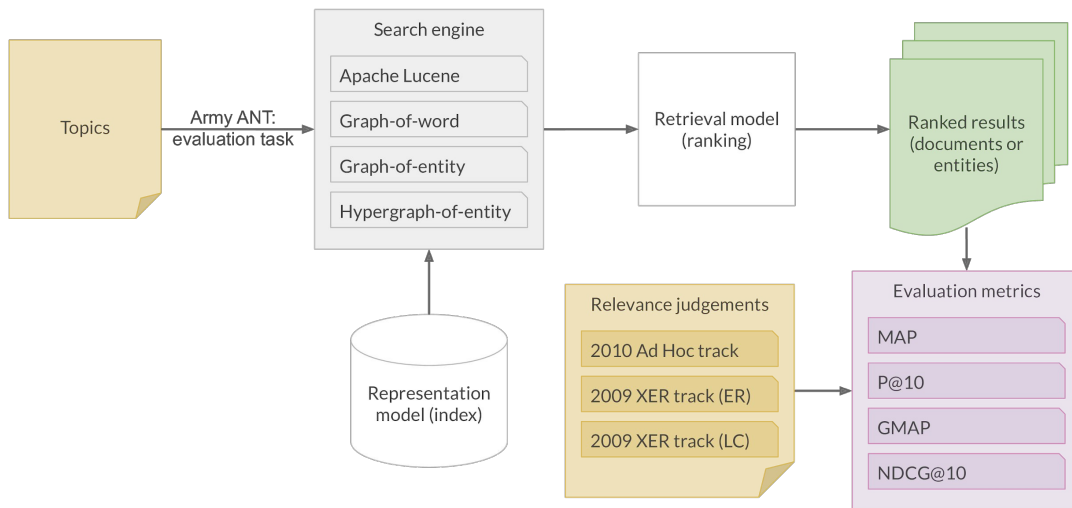 Topics
Army ANT:
evaluation task
Search engine
Apache Lucene
Graph-of-word
Graph-of-entity
Hypergraph-of-entity
Retrieval model
(ranking)
Ranked results
(documents or
entities)
Representation
model (index)
Relevance judgements
2010 Ad Hoc track
2009 XER track (ER)
2009 XER track (LC)
Evaluation metrics
MAP
P@10
GMAP
NDCG@10